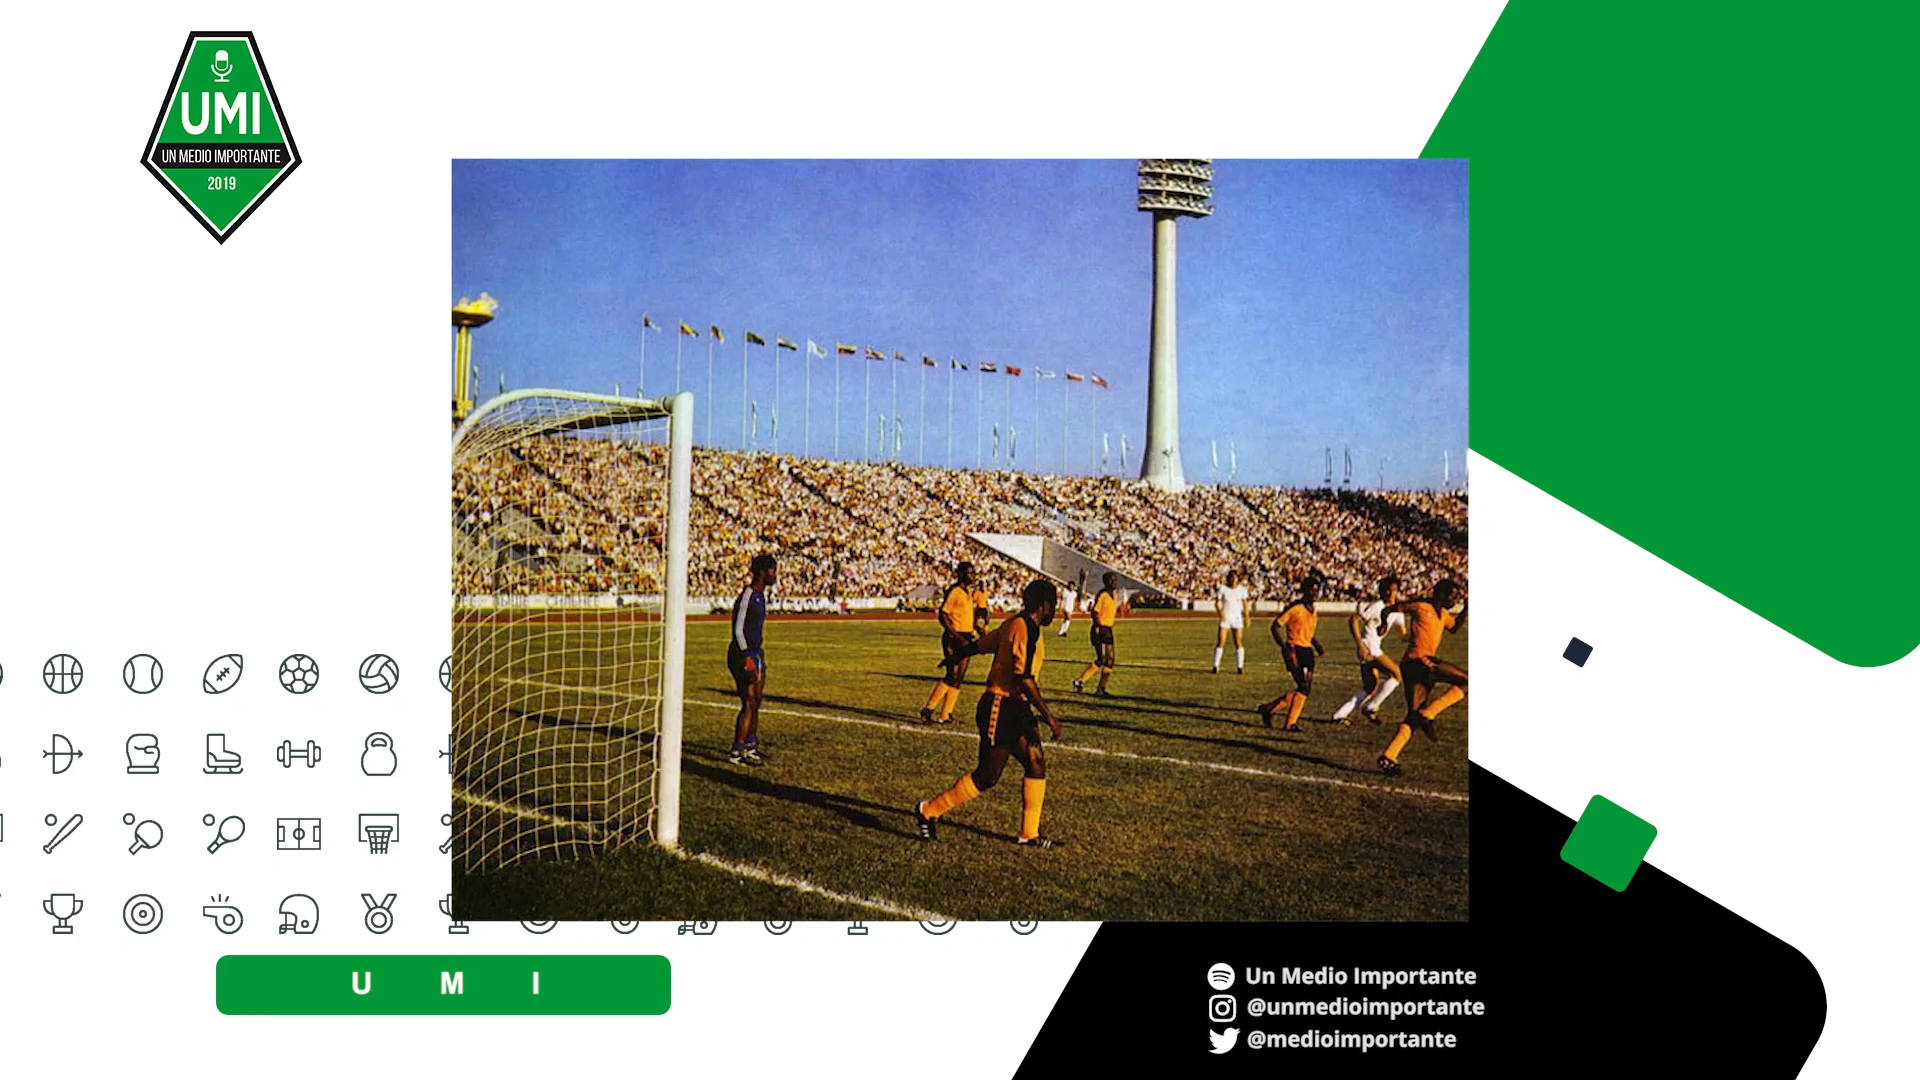 UMI
UN MEDIO IMPORTANTE
2019
U M I
Un Medio Importante
@unmedioimportante
@medioimportante